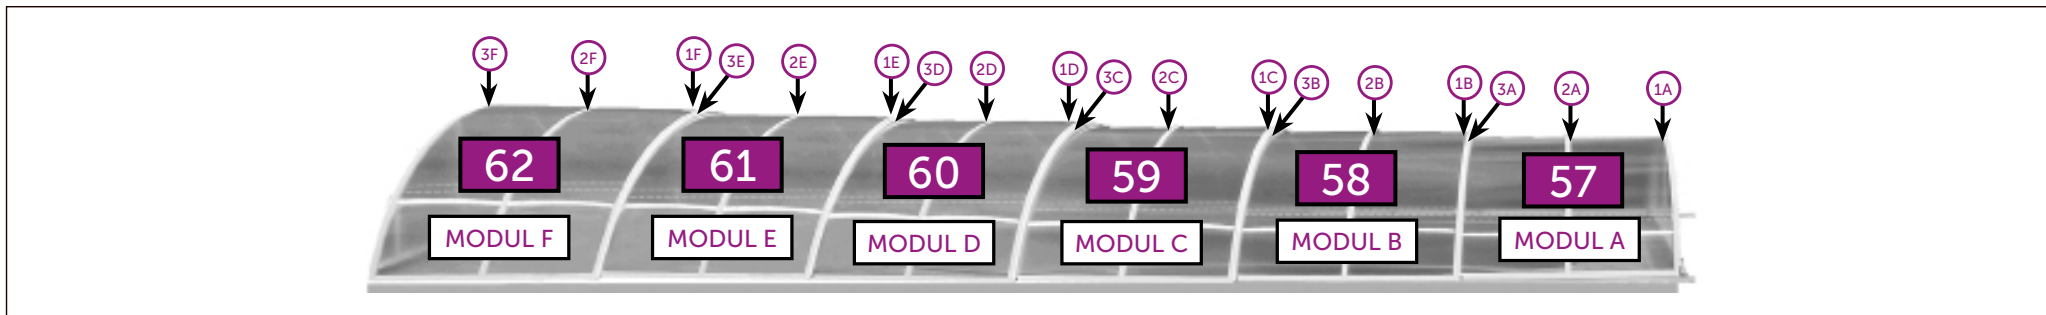 3F 2F 1F 3E 2E 1E 3D 2D 1D 3C 2C 1C 3B 2B 1B 3A 2A 1A
62 61 60 59 58 57
MODUL F MODUL E MODUL D MODUL C MODUL B MODUL A